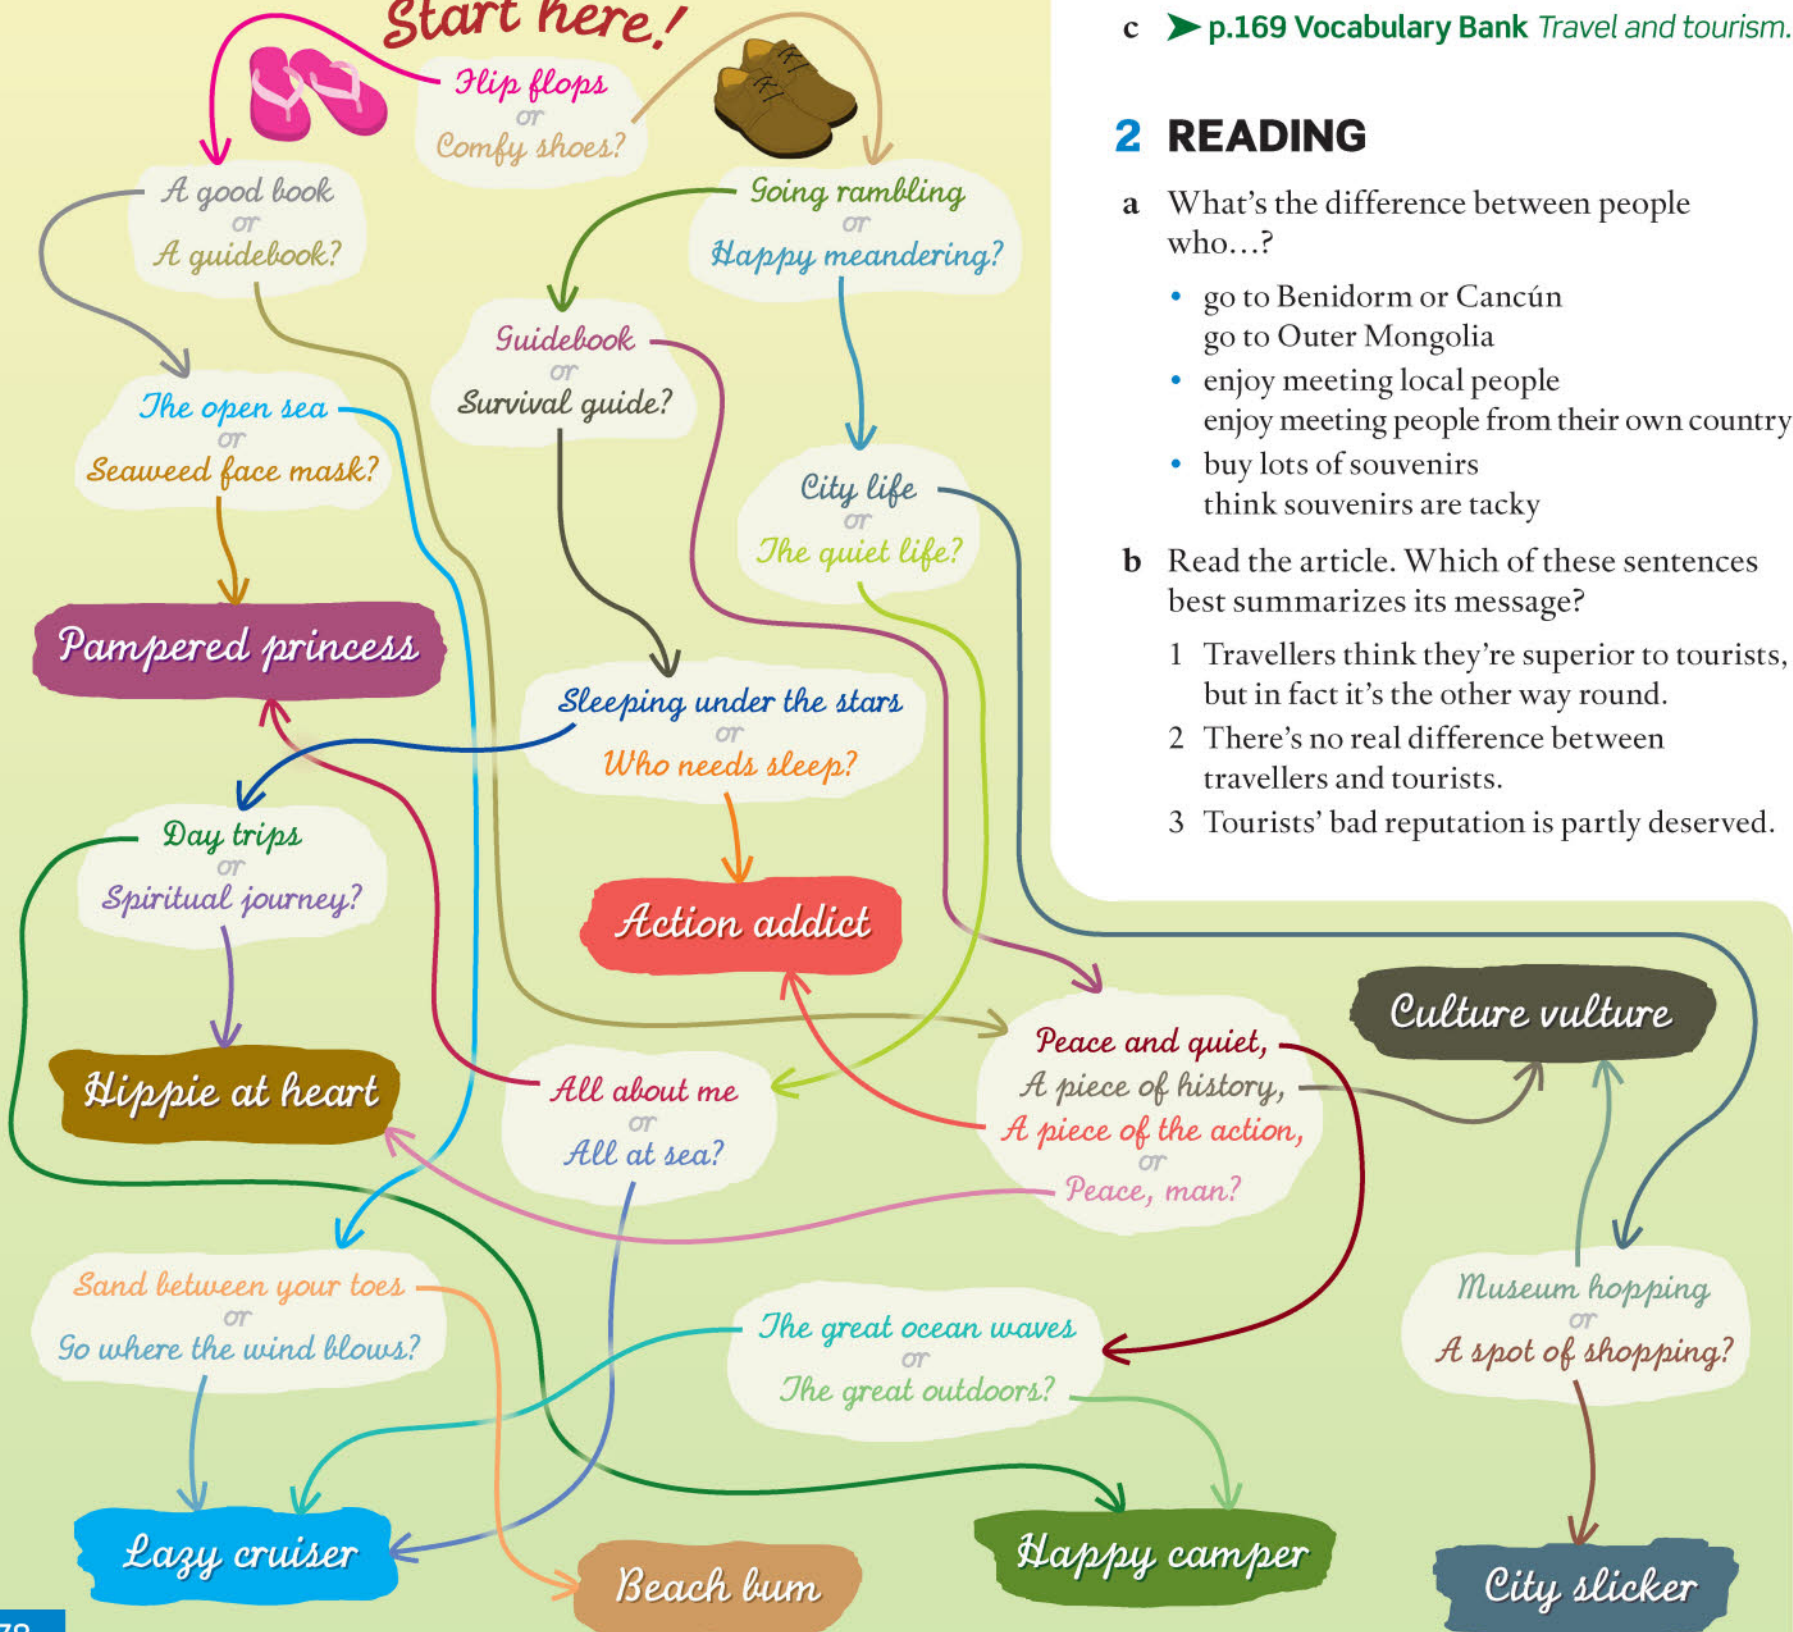 Start here!
Flip flops
or
Comfy shoes?
A good book
or
A guidebook?
Going rambling
or
Happy meandering?
Guidebook
or
Survival guide?
The open sea
or
Seaweed face mask?
City life
or
The quiet life?
Pampered princess
Sleeping under the stars
or
Who needs sleep?
Day trips
or
Spiritual journey?
Action addict
Culture vulture
Peace and quiet,
A piece of history,
A piece of the action,
or
Peace, man?
Hippie at heart
All about me
or
All at sea?
Sand between your toes
or
Go where the wind blows?
The great ocean waves
or
The great outdoors?
Museum hopping
or
A spot of shopping?
Lazy cruiser
Beach bum
Happy camper
City slicker
c ➤ p.169 Vocabulary Bank Travel and tourism.
2 READING
a What's the difference between people
who…?
• go to Benidorm or Cancún
go to Outer Mongolia
• enjoy meeting local people
enjoy meeting people from their own country
• buy lots of souvenirs
think souvenirs are tacky
b Read the article. Which of these sentences
best summarizes its message?
1 Travellers think they're superior to tourists,
but in fact it's the other way round.
2 There's no real difference between
travellers and tourists.
3 Tourists' bad reputation is partly deserved.